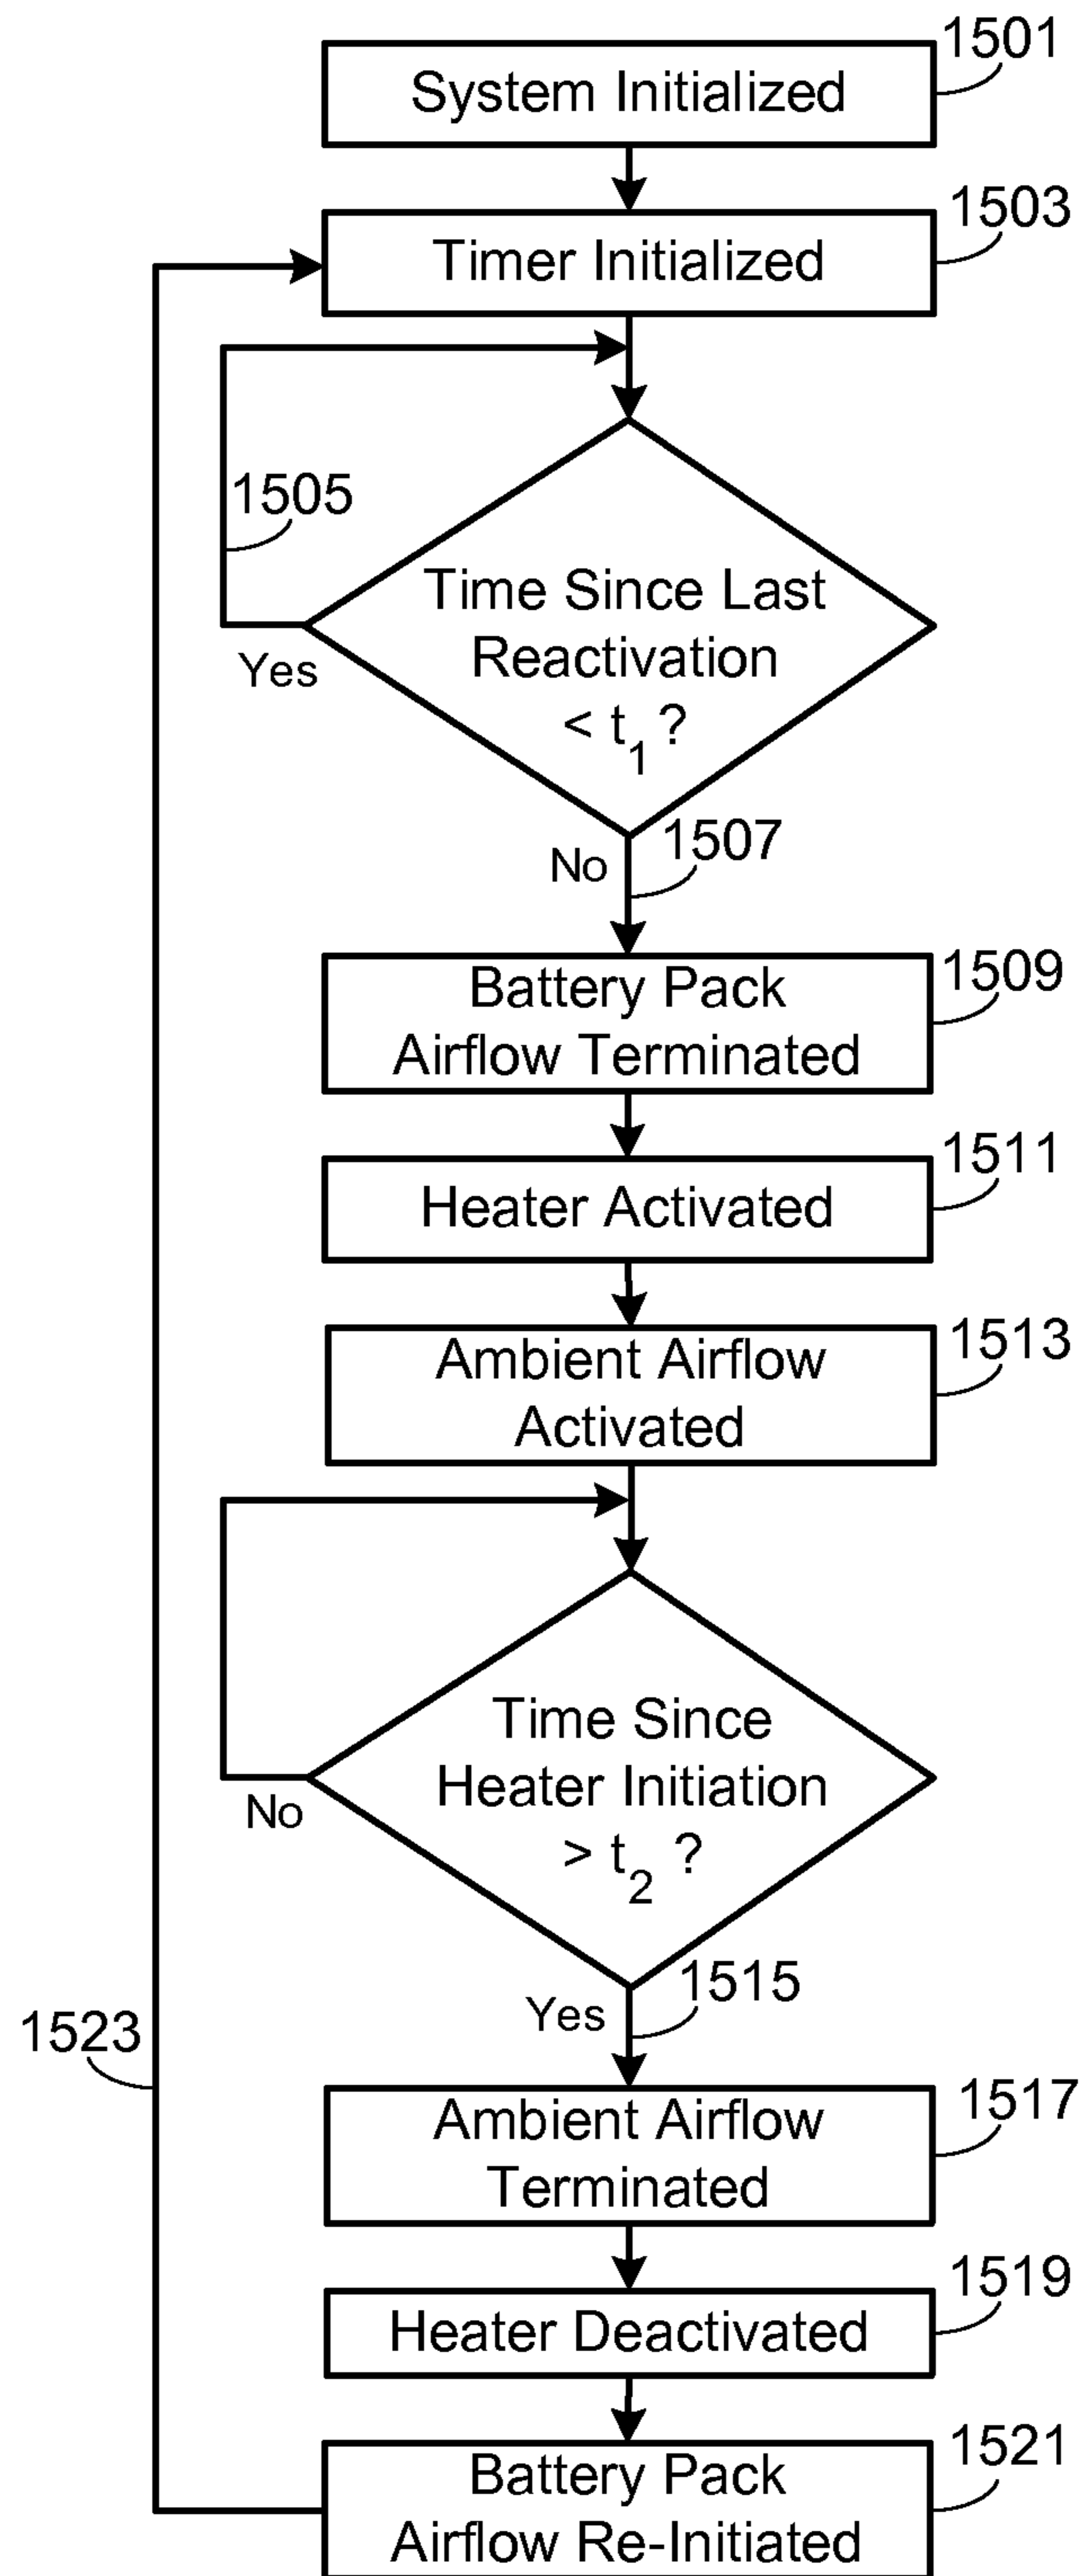 1501
System Initialized
1503
Timer Initialized
1505
Time Since Last
Reactivation
< t1 ?
Yes
1507
No
1509
Battery Pack
Airflow Terminated
1511
Heater Activated
1513
Ambient Airflow
Activated
Time Since
Heater Initiation
> t2 ?
No
1515
Yes
1523
1517
Ambient Airflow
Terminated
1519
Heater Deactivated
1521
Battery Pack
Airflow Re-Initiated